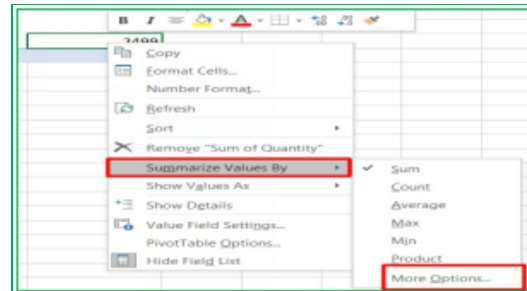 B I A
3499
Copy
Format Cells...
Number Format...
Refresh
Sort
Remove "Sum of Quantity"
Summarize Values By
Show Values As
Show Details
Value Field Settings...
PivotTable Options...
Hide Field List
Sum
Count
Average
Max
Min
Product
More Options...